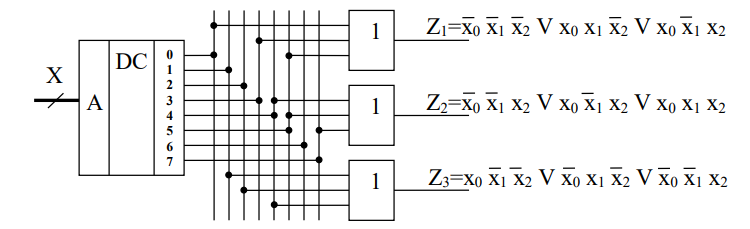 1
Z₁=x̅₀ x̅₁ x̅₂ V x₀ x₁ x̅₂ V x₀ x̅₁ x₂
X
A
DC
0
1
2
3
4
5
6
7
1
Z₂=x̅₀ x̅₁ x₂ V x₀ x̅₁ x₂ V x₀ x₁ x₂
1
Z₃=x₀ x̅₁ x̅₂ V x̅₀ x₁ x̅₂ V x̅₀ x̅₁ x₂